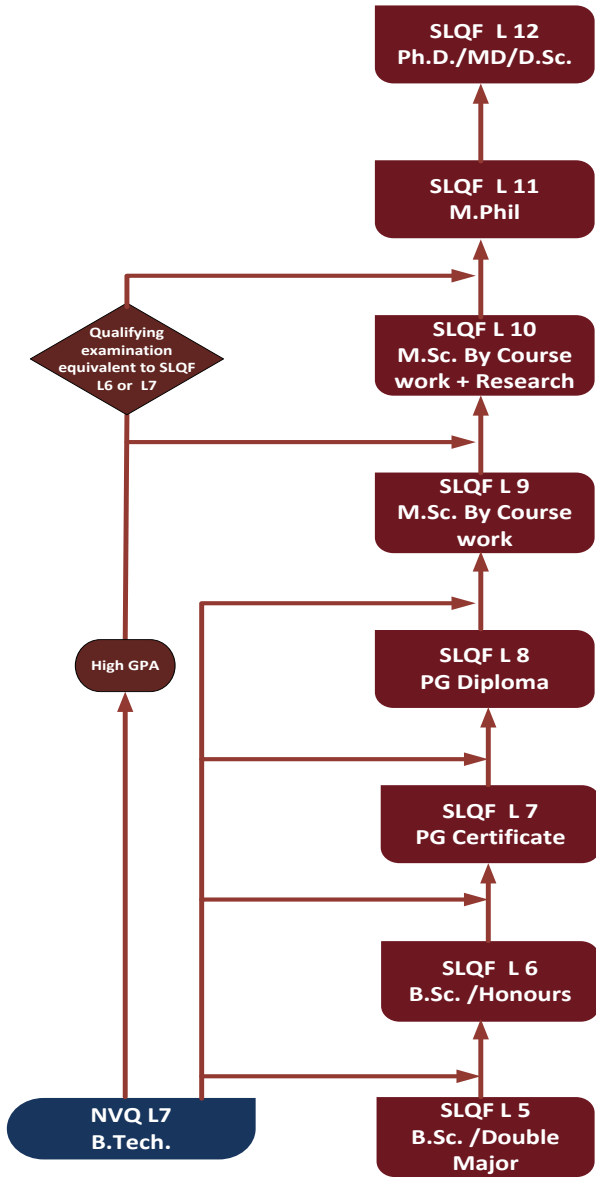 SLQF L 12
Ph.D./MD/D.Sc.
SLQF L 11
M.Phil
Qualifying
examination
equivalent to SLQF
L6 or L7
SLQF L 10
M.Sc. By Course
work + Research
SLQF L 9
M.Sc. By Course
work
High GPA
SLQF L 8
PG Diploma
SLQF L 7
PG Certificate
SLQF L 6
B.Sc. /Honours
NVQ L7
B.Tech.
SLQF L 5
B.Sc. /Double
Major